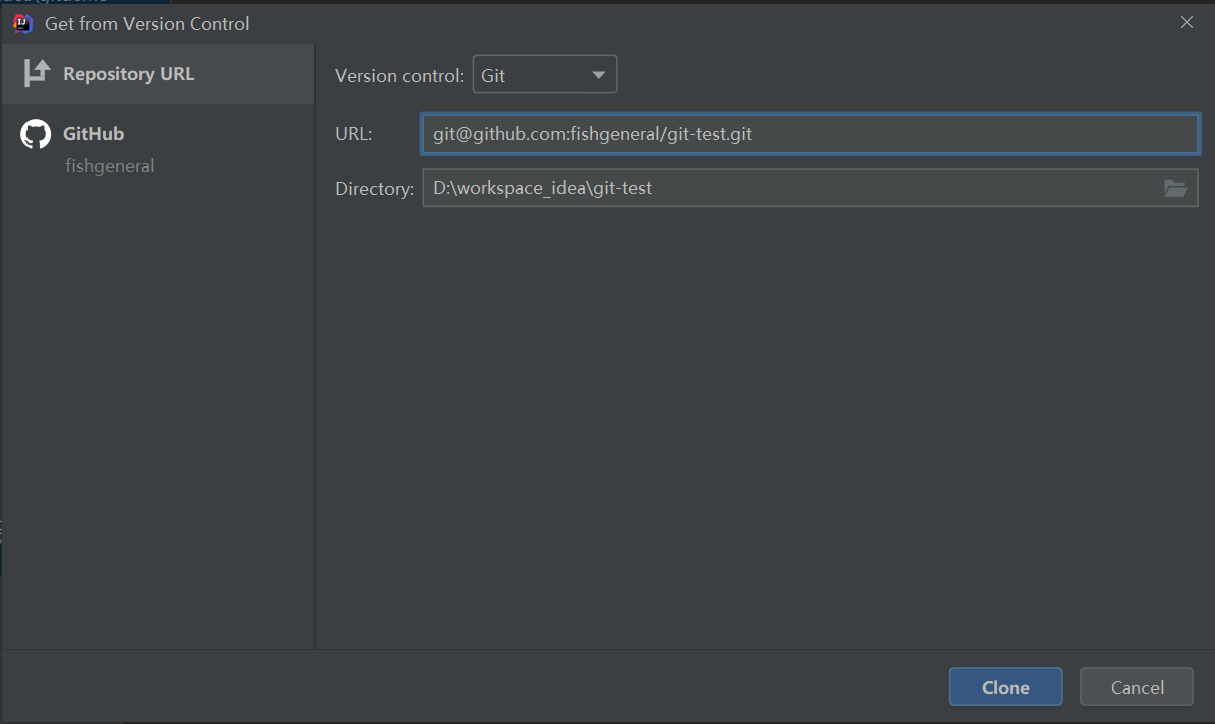 Get from Version Control
Repository URL
GitHub
fishgeneral
Version control: Git
URL: git@github.com:fishgeneral/git-test.git
Directory: D:\workspace_idea\git-test
Clone Cancel